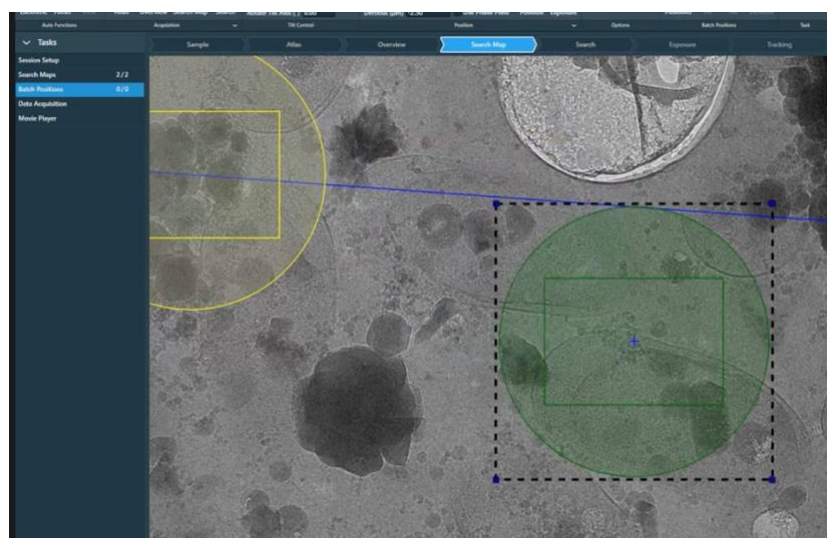 Auto Functions Acquisition Tilt Control Position Options Batch Positions Task
Tasks
Sample Atlas Overview Search Map Search Exposure Tracking
Session Setup
Search Maps 2/2
Batch Positions 0/0
Data Acquisition
Movie Player